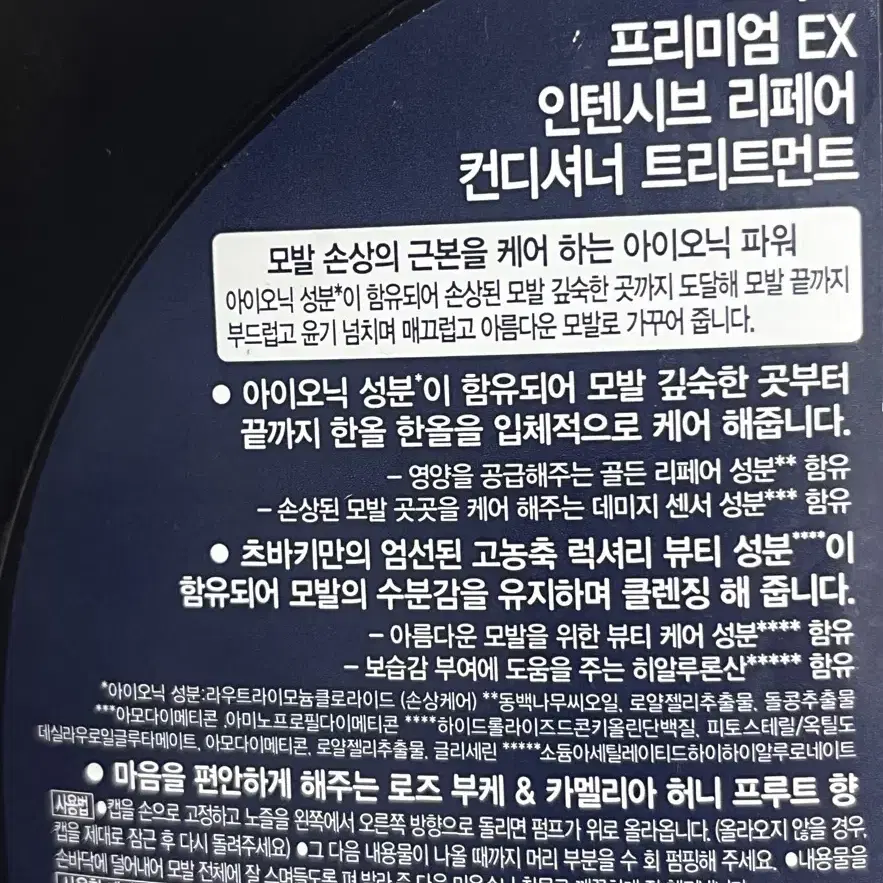 프리미엄 EX
인텐시브 리페어
컨디셔너 트리트먼트
모발 손상의 근본을 케어 하는 아이오닉 파워
아이오닉 성분*이 함유되어 손상된 모발 깊숙한 곳까지 도달해 모발 끝까지
부드럽고 윤기 넘치며 매끄럽고 아름다운 모발로 가꾸어 줍니다.
● 아이오닉 성분*이 함유되어 모발 깊숙한 곳부터
끝까지 한올 한올을 입체적으로 케어 해줍니다.
– 영양을 공급해주는 골든 리페어 성분** 함유
– 손상된 모발 곳곳을 케어 해주는 데미지 센서 성분*** 함유
● 츠바키만의 엄선된 고농축 럭셔리 뷰티 성분****이
함유되어 모발의 수분감을 유지하며 클렌징 해 줍니다.
– 아름다운 모발을 위한 뷰티 케어 성분**** 함유
– 보습감 부여에 도움을 주는 히알루론산***** 함유
*아이오닉 성분:라우트라이모늄클로라이드 (손상케어) **동백나무씨오일, 로얄젤리추출물, 돌콩추출물
***아모다이메티콘 ,아미노프로필다이메티콘 ****하이드롤라이즈드콘키올린단백질, 피토스테릴/옥틸도
데실라우로일글루타메이트, 아모다이메티콘, 로얄젤리추출물, 글리세린 *****소듐아세틸레이티드하이하이알루로네이트
● 마음을 편안하게 해주는 로즈 부케 & 카멜리아 허니 프루트 향
사용법 ●캡을 손으로 고정하고 노즐을 왼쪽에서 오른쪽 방향으로 돌리면 펌프가 위로 올라옵니다. (올라오지 않을 경우
캡을 제대로 잠근 후 다시 돌려주세요) ●그 다음 내용물이 나올 때까지 머리 부분을 수 회 펌핑해 주세요. ●내용물을
손바닥에 덜어내어 모발 전체에 잘 스며들도록 펴 발라 준 다음